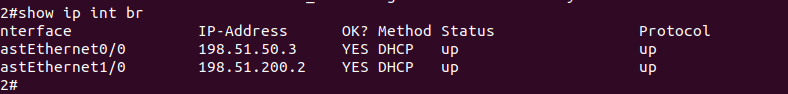 2#show ip int br
nterface IP-Address OK? Method Status Protocol
astEthernet0/0 198.51.50.3 YES DHCP up up
astEthernet1/0 198.51.200.2 YES DHCP up up
2#